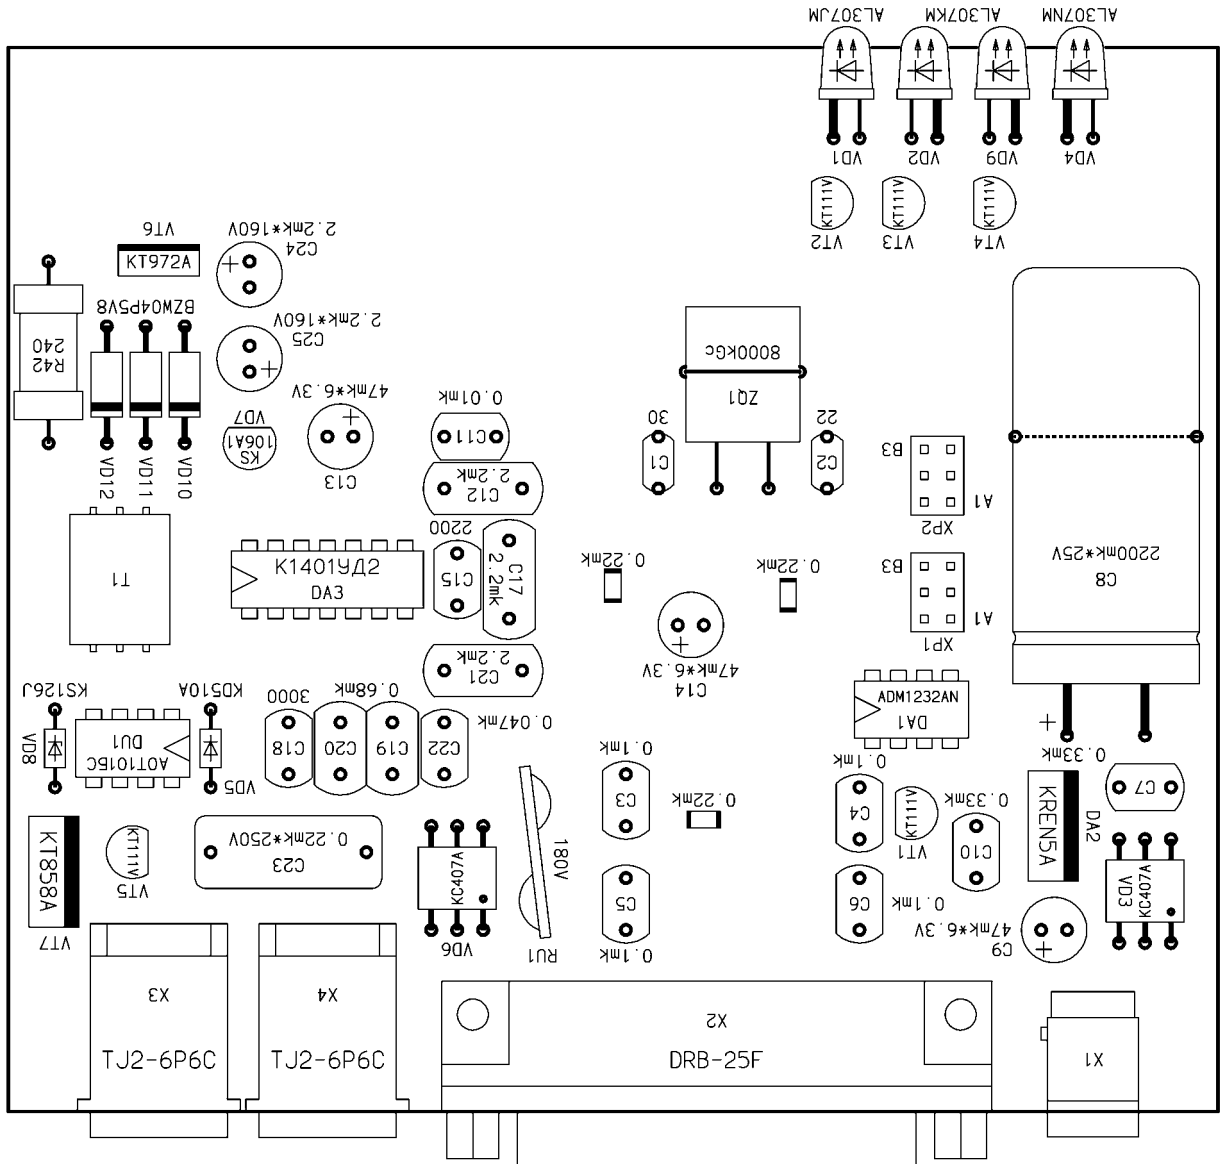 AL307JM
AL307KM
AL307NM
VD1
VD2
VD9
VD4
KT111V
KT111V
KT111V
VT2
VT3
VT4
VT6
KT972A
2.2mk*160V
C24
BZW04P5V8
2.2mk*160V
C25
R42
240
47mk*6.3V
VD7
KS
106A1
C13
VD12
VD11
VD10
0.01mk
C11
2.2mk
C12
8000kGc
ZQ1
30
C1
22
C2
B3
A1
XP2
B3
A1
XP1
2200mk*25V
C8
+
T1
K1401УД2
DA3
2200
C15
C17
2.2mk
2.2mk
C21
0.22mk
0.22mk
47mk*6.3V
C14
ADM1232AN
DA1
KS126J
VD8
DU1
AOT101BC
KD510A
VD5
3000
C18
0.68mk
C20
C19
0.047mk
C22
0.1mk
C3
0.22mk
0.1mk
C4
KT111V
VT1
0.33mk
C10
0.33mk
C7
KREN5A
DA2
KT858A
VT7
KT111V
VT5
0.22mk*250V
C23
KC407A
VD6
180V
RU1
C5
0.1mk
C6
0.1mk
47mk*6.3V
C9
VD3
KC407A
X3
TJ2-6P6C
X4
TJ2-6P6C
X2
DRB-25F
X1